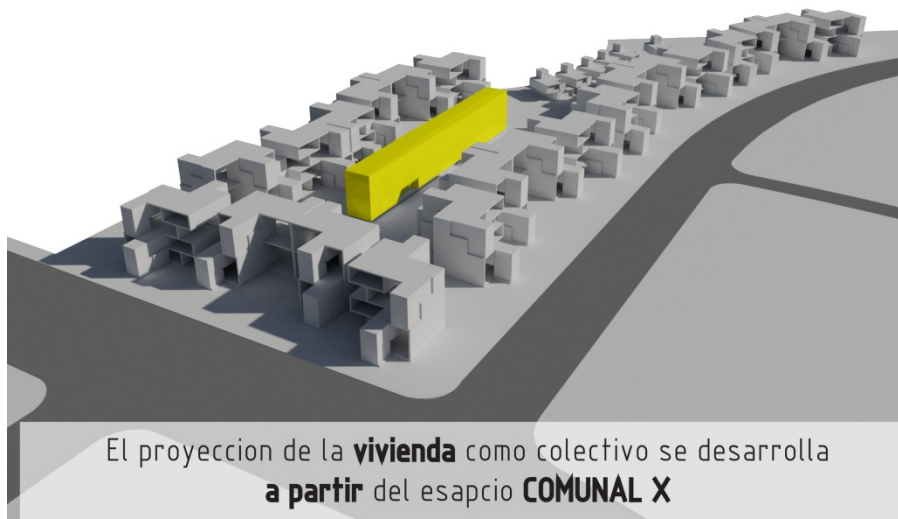 El proyeccion de la vivienda como colectivo se desarrolla
a partir del esapcio COMUNAL X